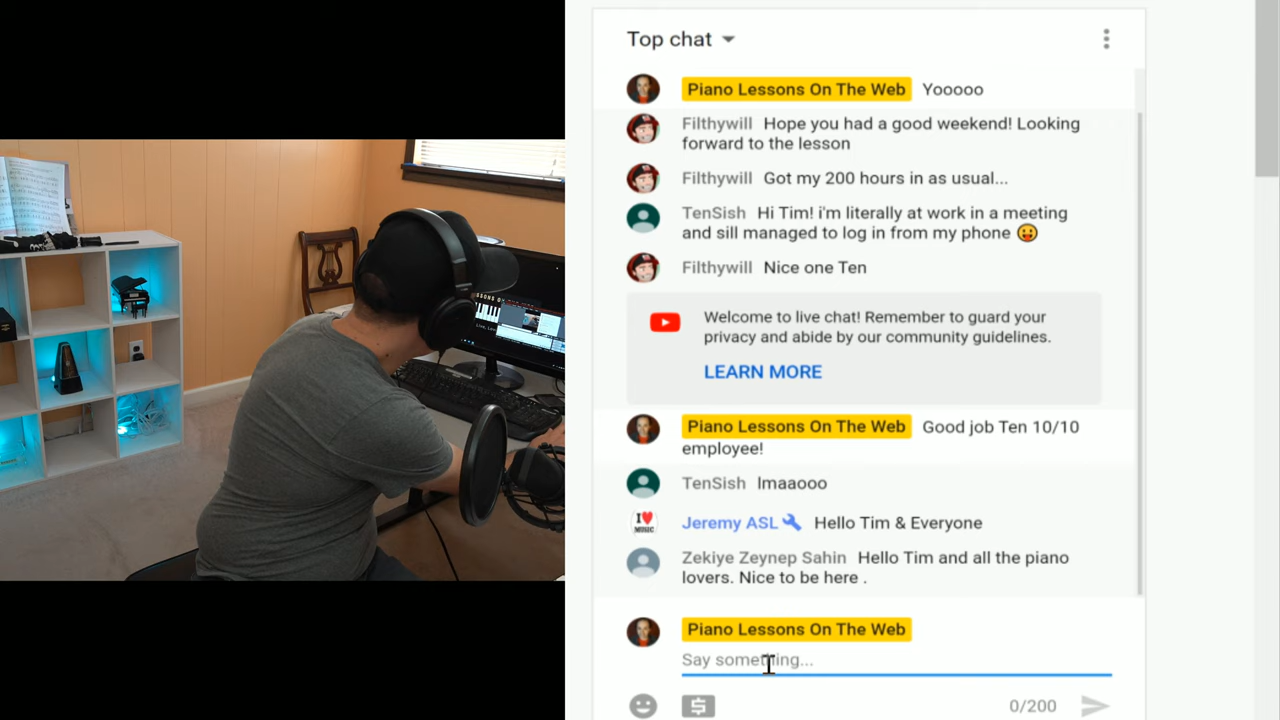 Top chat
Piano Lessons On The Web Yooooo
Filthywill Hope you had a good weekend! Looking
forward to the lesson
Filthywill Got my 200 hours in as usual...
TenSish Hi Tim! i'm literally at work in a meeting
and sill managed to log in from my phone 😛
Filthywill Nice one Ten
Welcome to live chat! Remember to guard your
privacy and abide by our community guidelines.
LEARN MORE
Piano Lessons On The Web Good job Ten 10/10
employee!
TenSish lmaaooo
I ❤ MUSIC
Jeremy ASL Hello Tim & Everyone
Zekiye Zeynep Sahin Hello Tim and all the piano
lovers. Nice to be here .
Piano Lessons On The Web
Say something...
0/200